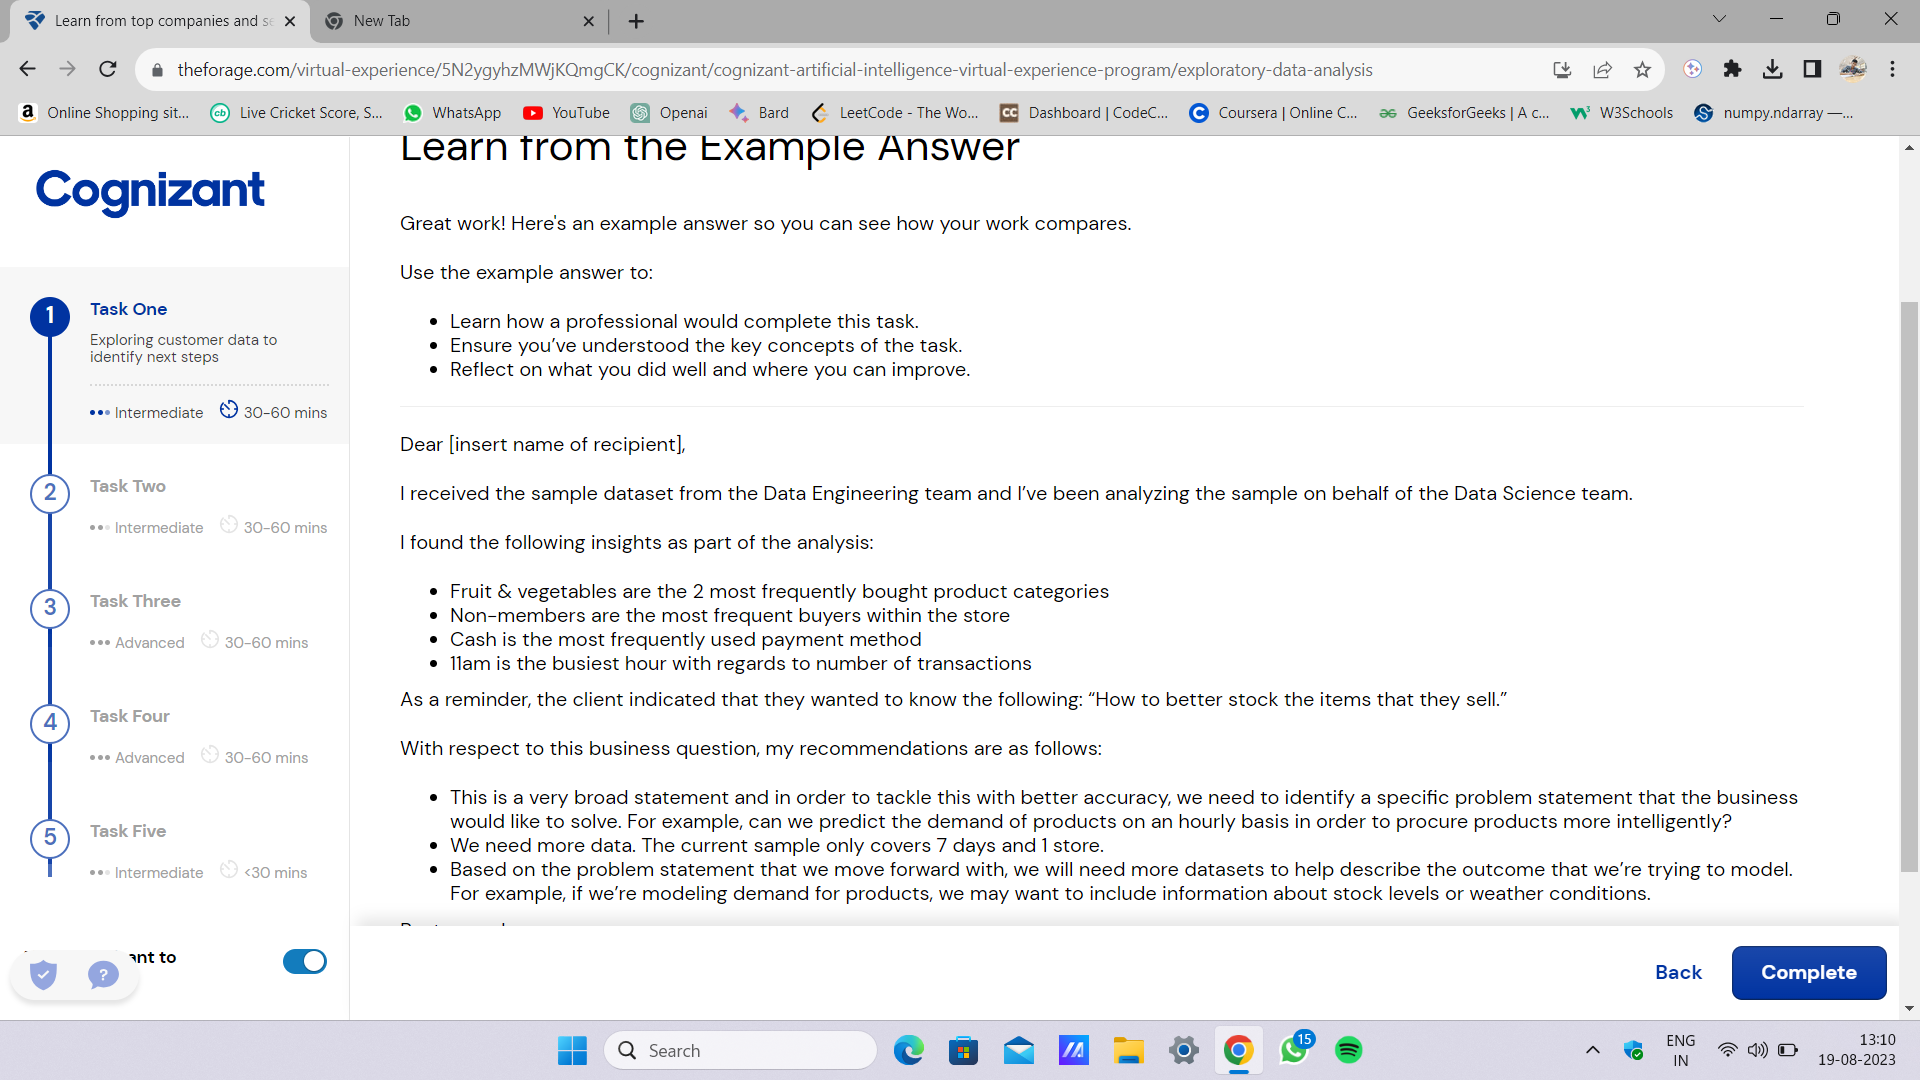 Learn from top companies and se
New Tab
theforage.com/virtual-experience/5N2ygyhzMWjKQmgCK/cognizant/cognizant-artificial-intelligence-virtual-experience-program/exploratory-data-analysis
Online Shopping sit... Live Cricket Score, S... WhatsApp YouTube Openai Bard LeetCode - The Wo... Dashboard | CodeC... Coursera | Online C... GeeksforGeeks | A c... W3Schools numpy.ndarray —...
Cognizant
1 Task One
Exploring customer data to
identify next steps
Intermediate 30-60 mins
2 Task Two
Intermediate 30-60 mins
3 Task Three
Advanced 30-60 mins
4 Task Four
Advanced 30-60 mins
5 Task Five
Intermediate <30 mins
ant to
Learn from the Example Answer
Great work! Here's an example answer so you can see how your work compares.
Use the example answer to:
• Learn how a professional would complete this task.
• Ensure you’ve understood the key concepts of the task.
• Reflect on what you did well and where you can improve.
Dear [insert name of recipient],
I received the sample dataset from the Data Engineering team and I’ve been analyzing the sample on behalf of the Data Science team.
I found the following insights as part of the analysis:
• Fruit & vegetables are the 2 most frequently bought product categories
• Non-members are the most frequent buyers within the store
• Cash is the most frequently used payment method
• 11am is the busiest hour with regards to number of transactions
As a reminder, the client indicated that they wanted to know the following: “How to better stock the items that they sell.”
With respect to this business question, my recommendations are as follows:
• This is a very broad statement and in order to tackle this with better accuracy, we need to identify a specific problem statement that the business
would like to solve. For example, can we predict the demand of products on an hourly basis in order to procure products more intelligently?
• We need more data. The current sample only covers 7 days and 1 store.
• Based on the problem statement that we move forward with, we will need more datasets to help describe the outcome that we’re trying to model.
For example, if we’re modeling demand for products, we may want to include information about stock levels or weather conditions.
Back Complete
Search
15
ENG
IN
13:10
19-08-2023